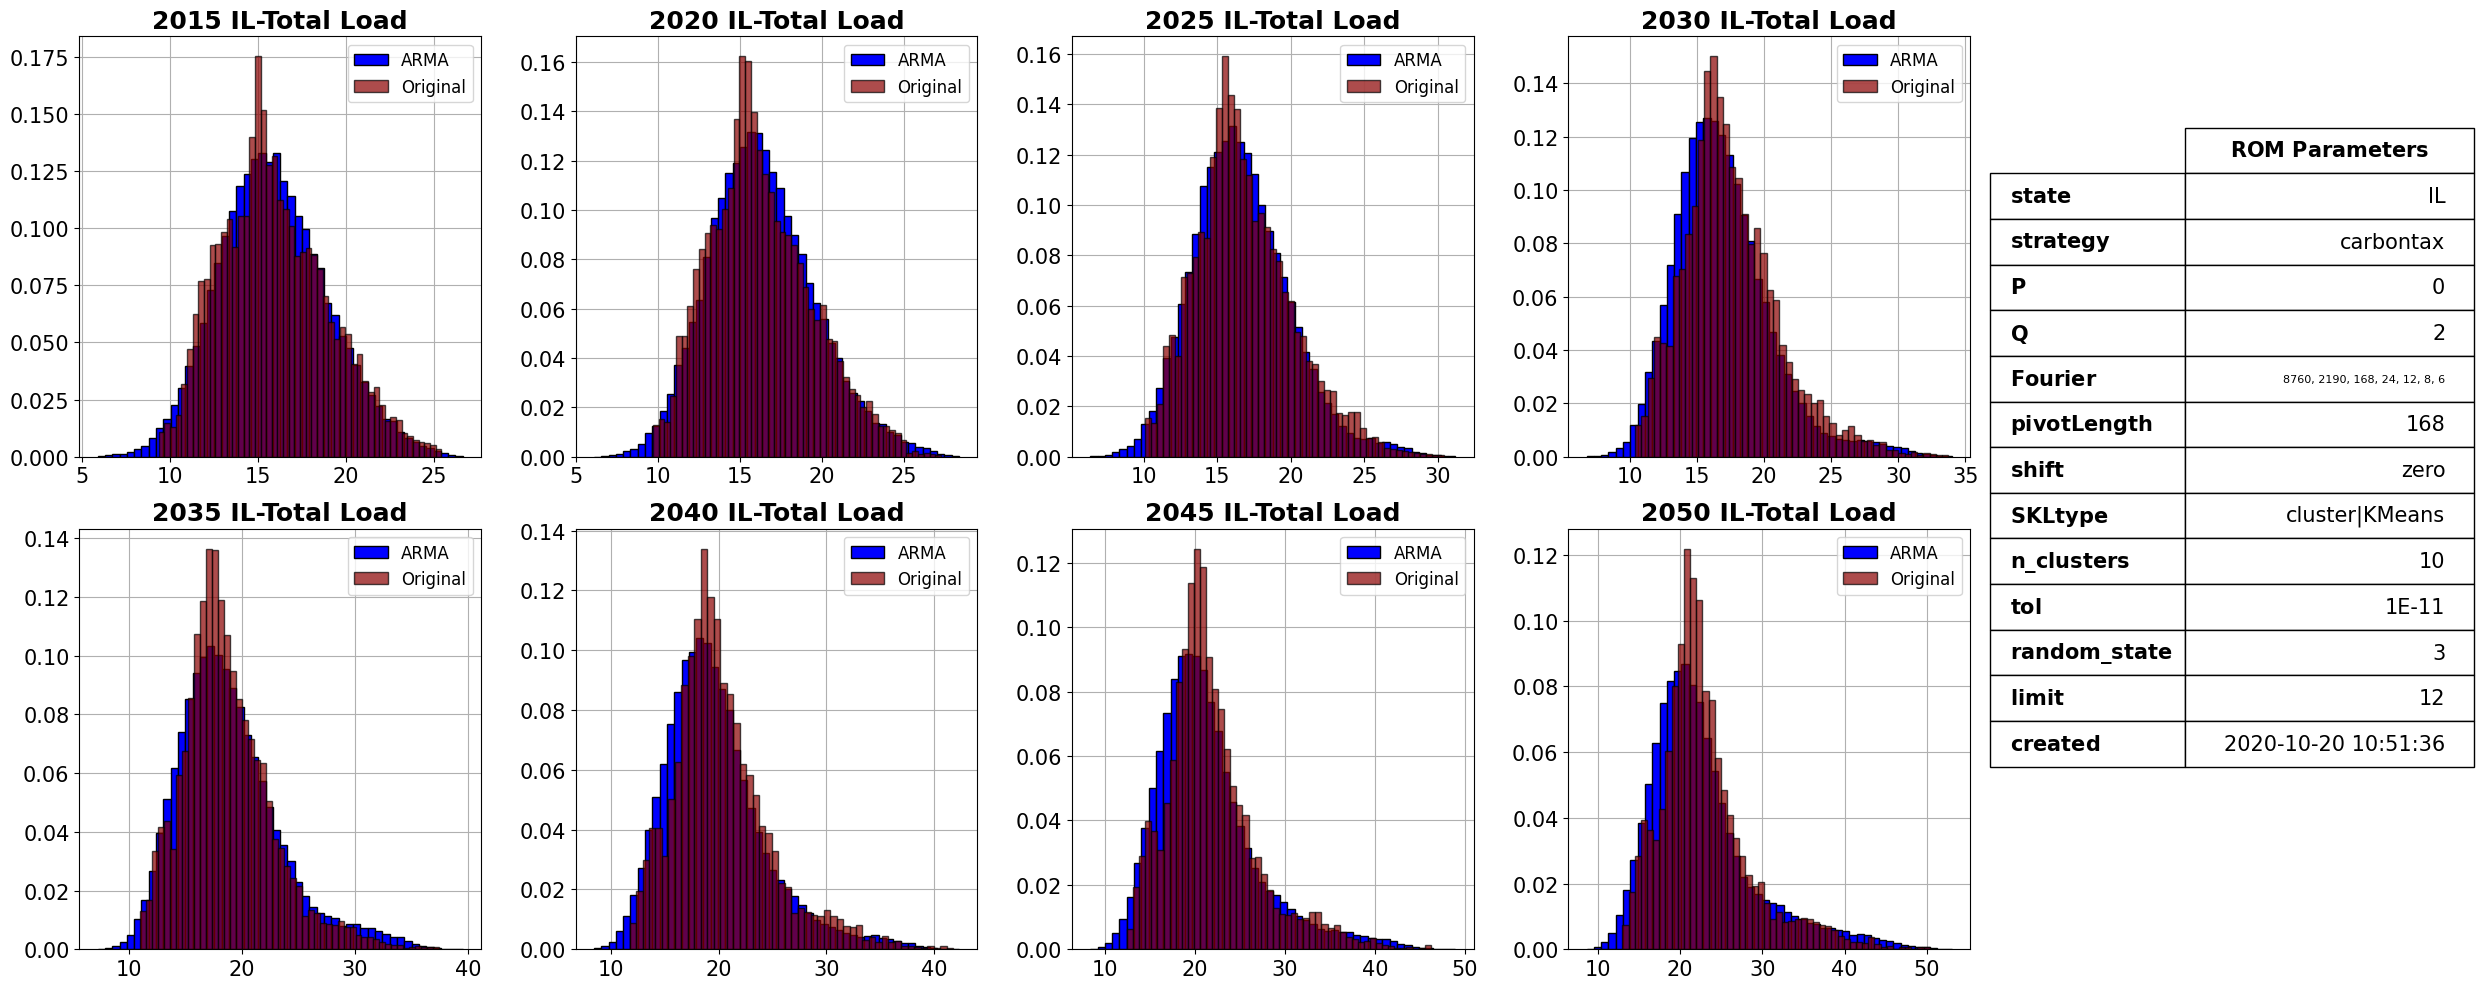 2015 IL-Total Load
0.175
0.150
0.125
0.100
0.075
0.050
0.025
0.000
5 10 15 20 25
ARMA
Original
2020 IL-Total Load
0.16
0.14
0.12
0.10
0.08
0.06
0.04
0.02
0.00
5 10 15 20 25
ARMA
Original
2025 IL-Total Load
0.16
0.14
0.12
0.10
0.08
0.06
0.04
0.02
0.00
10 15 20 25 30
ARMA
Original
2030 IL-Total Load
0.14
0.12
0.10
0.08
0.06
0.04
0.02
0.00
10 15 20 25 30 35
ARMA
Original
2035 IL-Total Load
0.14
0.12
0.10
0.08
0.06
0.04
0.02
0.00
10 20 30 40
ARMA
Original
2040 IL-Total Load
0.14
0.12
0.10
0.08
0.06
0.04
0.02
0.00
10 20 30 40
ARMA
Original
2045 IL-Total Load
0.12
0.10
0.08
0.06
0.04
0.02
0.00
10 20 30 40 50
ARMA
Original
2050 IL-Total Load
0.12
0.10
0.08
0.06
0.04
0.02
0.00
10 20 30 40 50
ARMA
Original
ROM Parameters
state IL
strategy carbontax
P 0
Q 2
Fourier 8760, 2190, 168, 24, 12, 8, 6
pivotLength 168
shift zero
SKLtype cluster|KMeans
n_clusters 10
tol 1E-11
random_state 3
limit 12
created 2020-10-20 10:51:36